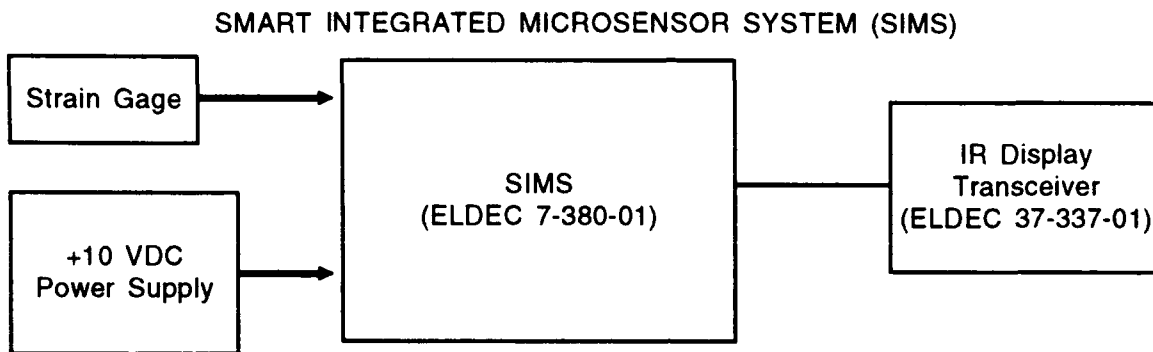 SMART INTEGRATED MICROSENSOR SYSTEM (SIMS)
Strain Gage
+10 VDC
Power Supply
SIMS
(ELDEC 7-380-01)
IR Display
Transceiver
(ELDEC 37-337-01)